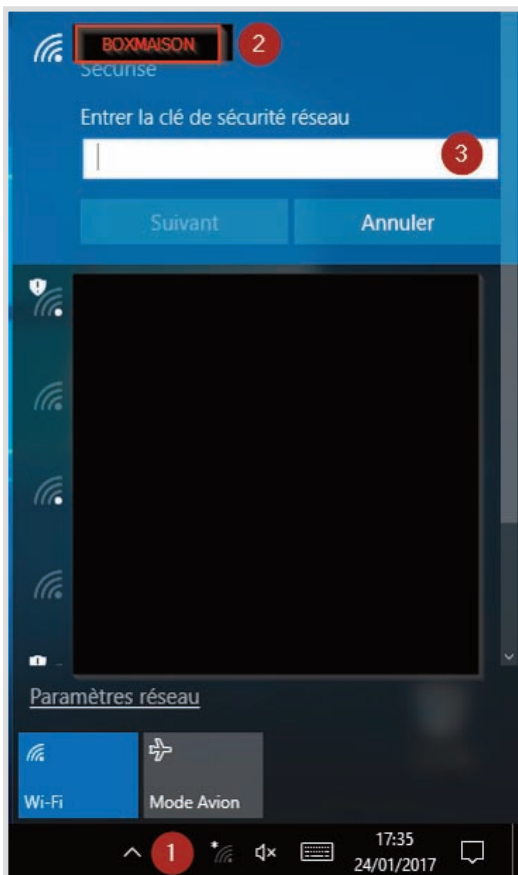 BOXMAISON 2
Sécurisé
Entrer la clé de sécurité réseau
3
Suivant Annuler
Paramètres réseau
Wi-Fi Mode Avion
1 17:35
24/01/2017